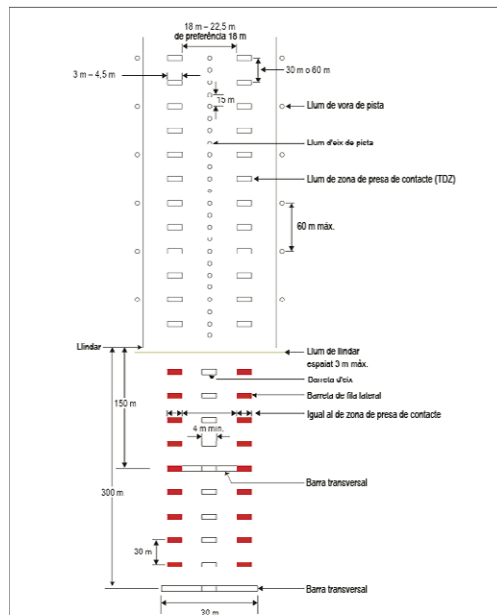 18 m – 22,5 m
de preferència 18 m
3 m – 4,5 m
30 m o 60 m
15 m
Llum de vora de pista
Llum d'eix de pista
Llum de zona de presa de contacte (TDZ)
60 m máx.
Llindar
Llum de llindar
espaiat 3 m máx.
Barreta d'eix
Barreta de fila lateral
150 m
Igual al de zona de presa de contacte
4 m min.
Barra transversal
300 m
30 m
Barra transversal
30 m